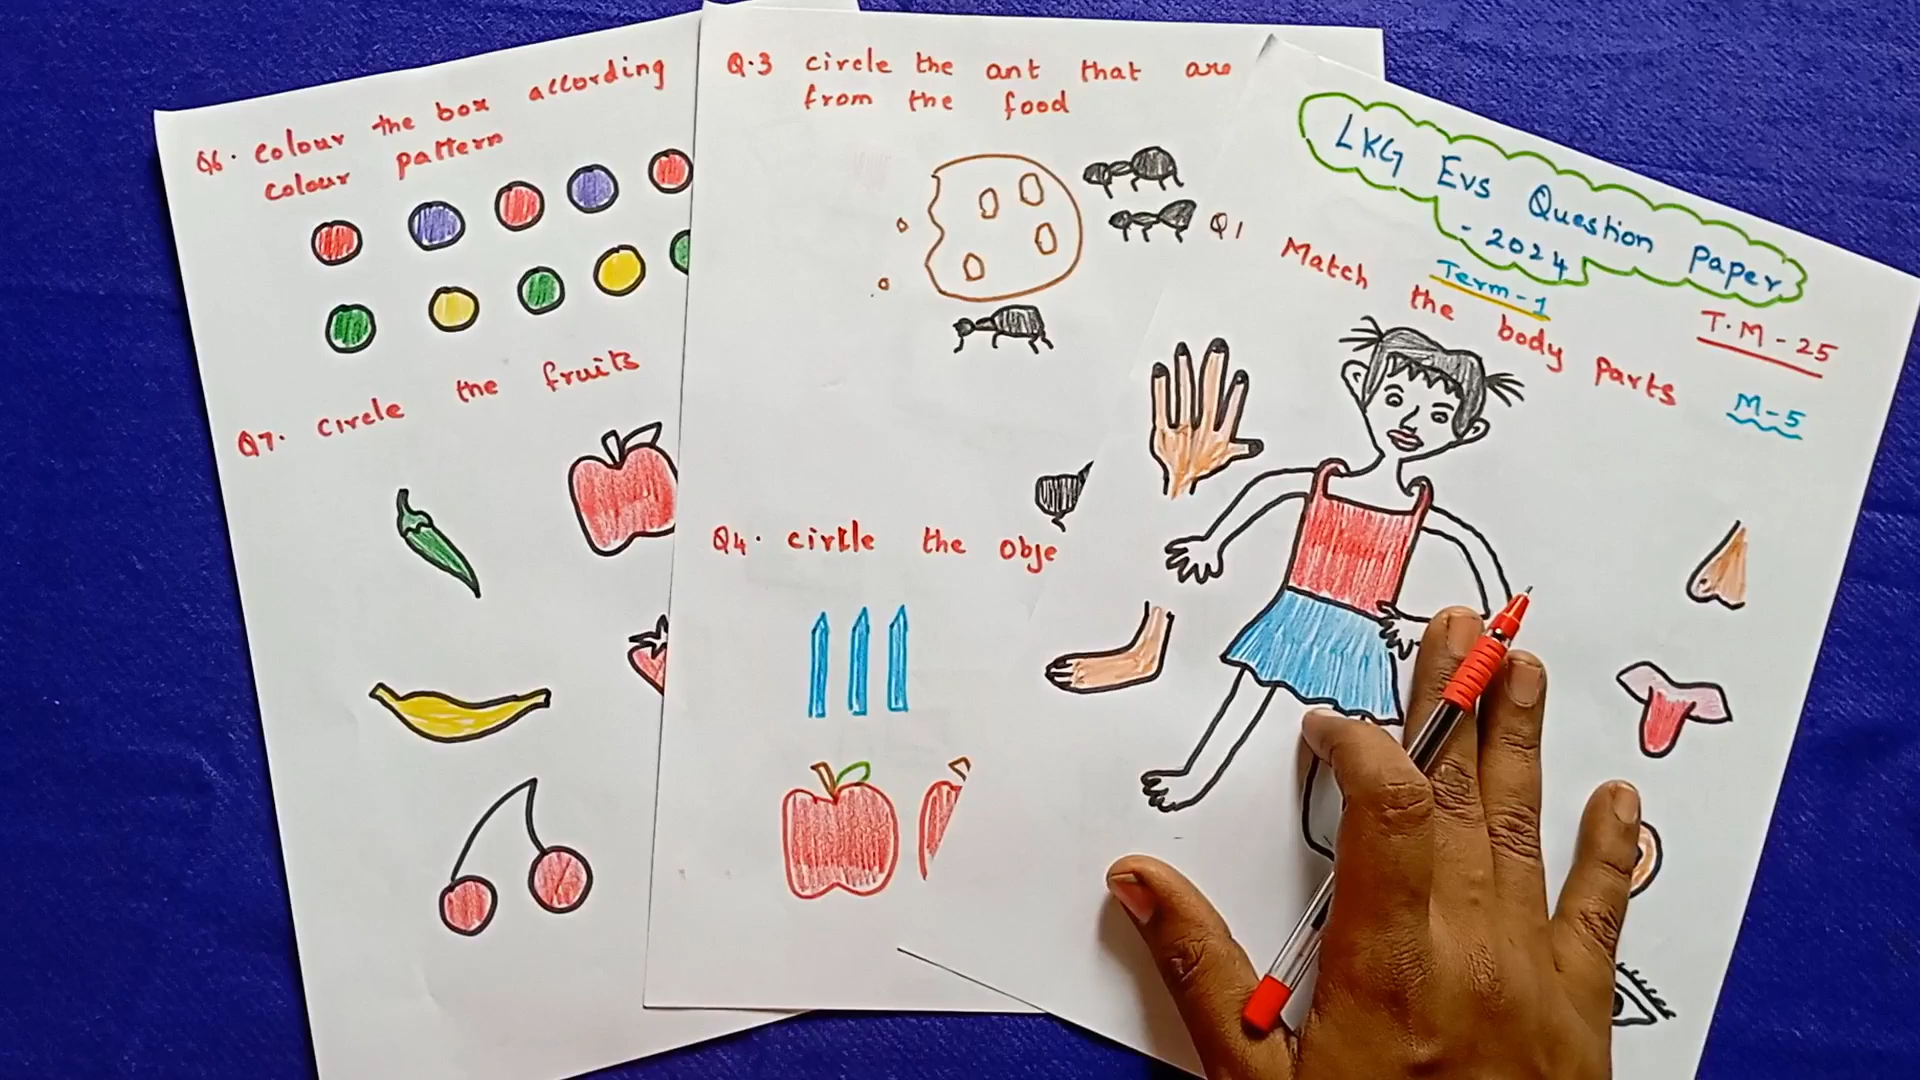 Q6. colour the box according
colour pattern
Q7. circle the fruits
Q.3 circle the ant that are
from the food
Q4. cirtle the obje
LKG Evs Question Paper
- 2024
Term-1
T.M-25
Q1 Match the body parts
M-5